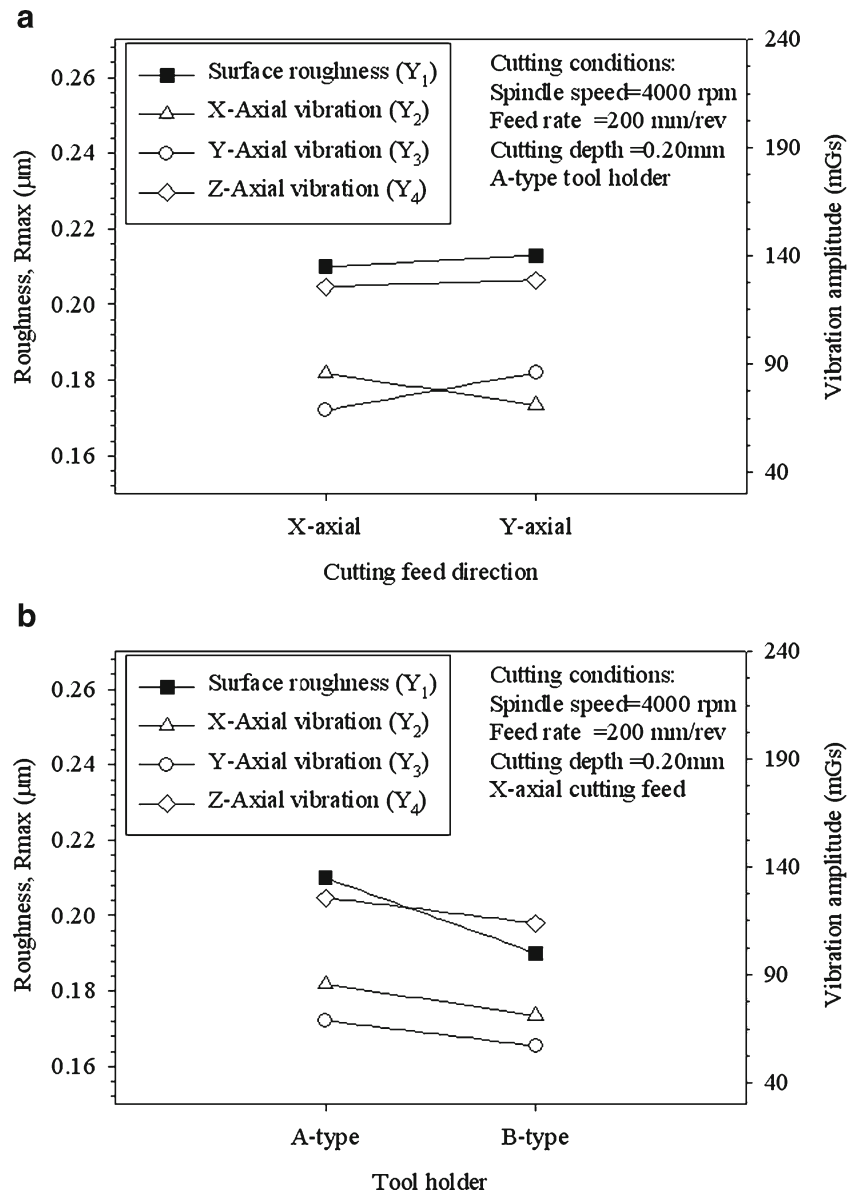 a
Surface roughness (Y1)
X-Axial vibration (Y2)
Y-Axial vibration (Y3)
Z-Axial vibration (Y4)
Cutting conditions:
Spindle speed=4000 rpm
Feed rate =200 mm/rev
Cutting depth =0.20mm
A-type tool holder
Roughness, Rmax (μm)
0.26
0.24
0.22
0.20
0.18
0.16
240
190
140
90
40
Vibration amplitude (mGs)
X-axial Y-axial
Cutting feed direction
b
Surface roughness (Y1)
X-Axial vibration (Y2)
Y-Axial vibration (Y3)
Z-Axial vibration (Y4)
Cutting conditions:
Spindle speed=4000 rpm
Feed rate =200 mm/rev
Cutting depth =0.20mm
X-axial cutting feed
Roughness, Rmax (μm)
0.26
0.24
0.22
0.20
0.18
0.16
240
190
140
90
40
Vibration amplitude (mGs)
A-type B-type
Tool holder